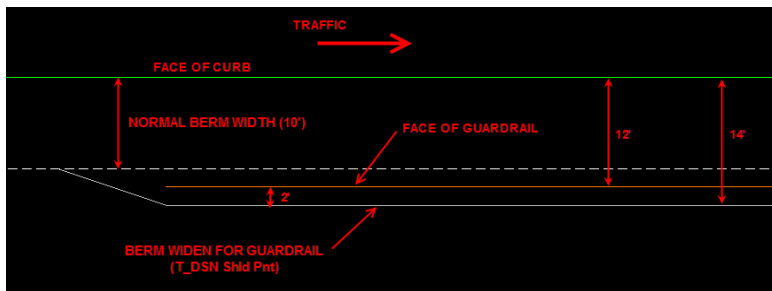 TRAFFIC
FACE OF CURB
NORMAL BERM WIDTH (10')
FACE OF GUARDRAIL
12'
14'
2'
BERM WIDEN FOR GUARDRAIL
(T_DSN Shld Pnt)